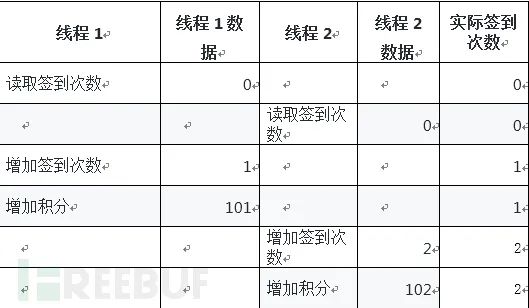 线程 1 线程 1 数据 线程 2 线程 2 数据 实际签到次数
读取签到次数 0 0
读取签到次数 0 0
增加签到次数 1 1
增加积分 101 1
增加签到次数 2 2
增加积分 102 2
REEBUF